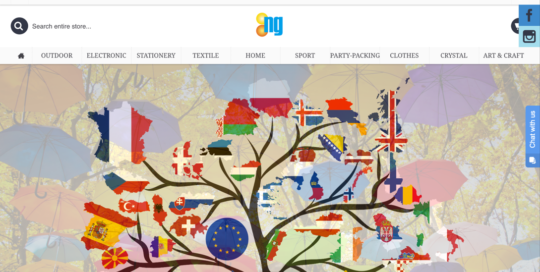 Search entire store...
ng
OUTDOOR ELECTRONIC STATIONERY TEXTILE HOME SPORT PARTY-PACKING CLOTHES CRYSTAL ART & CRAFT
Chat with us